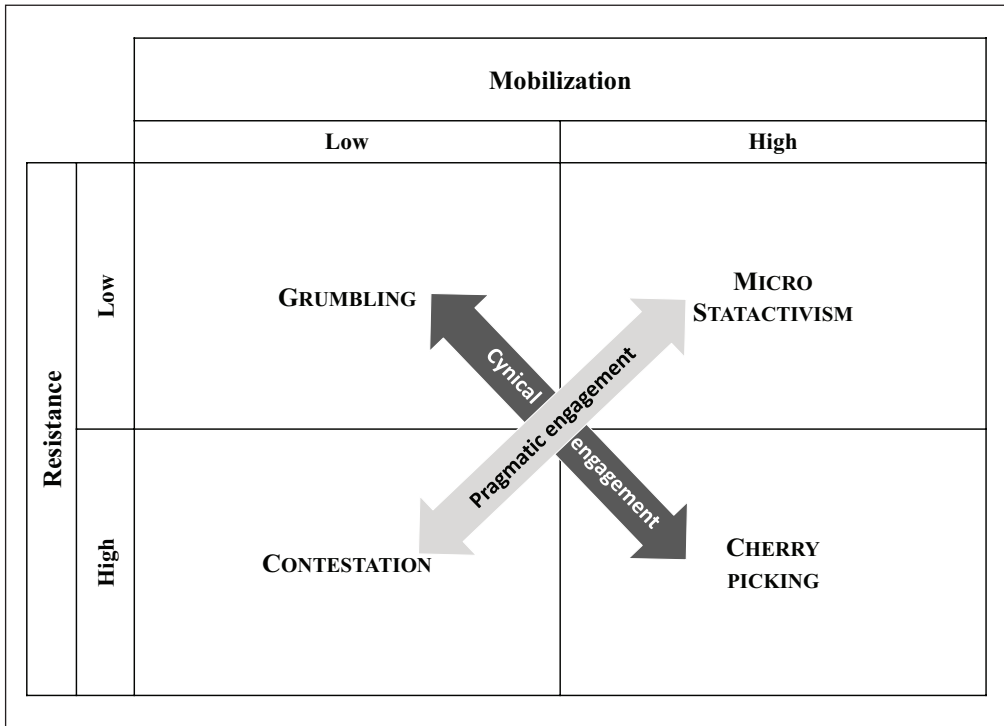 Mobilization
Low
High
Resistance
Low
GRUMBLING
MICRO
STATACTIVISM
Cynical
engagement
Pragmatic engagement
High
CONTESTATION
CHERRY
PICKING